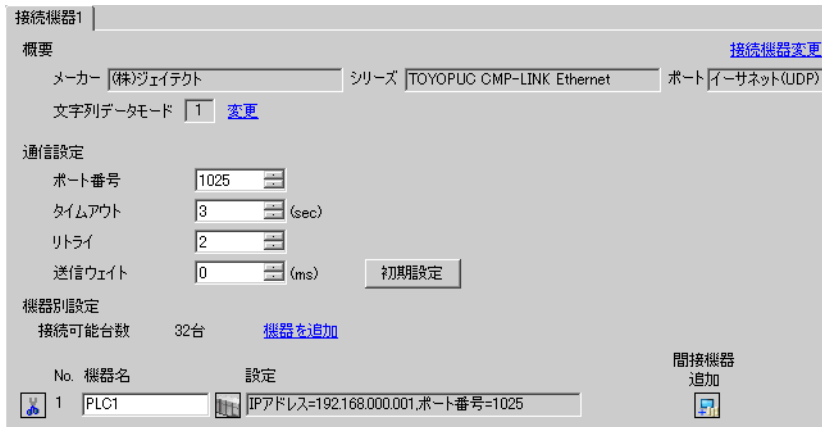 接続機器1
概要 接続機器変更
メーカー (株)ジェイテクト シリーズ TOYOPUC CMP-LINK Ethernet ポート イーサネット(UDP)
文字列データモード 1 変更
通信設定
ポート番号 1025
タイムアウト 3 (sec)
リトライ 2
送信ウェイト 0 (ms) 初期設定
機器別設定
接続可能台数 32台 機器を追加
間接機器
No. 機器名 設定 追加
1 PLC1 IPアドレス=192.168.000.001,ポート番号=1025